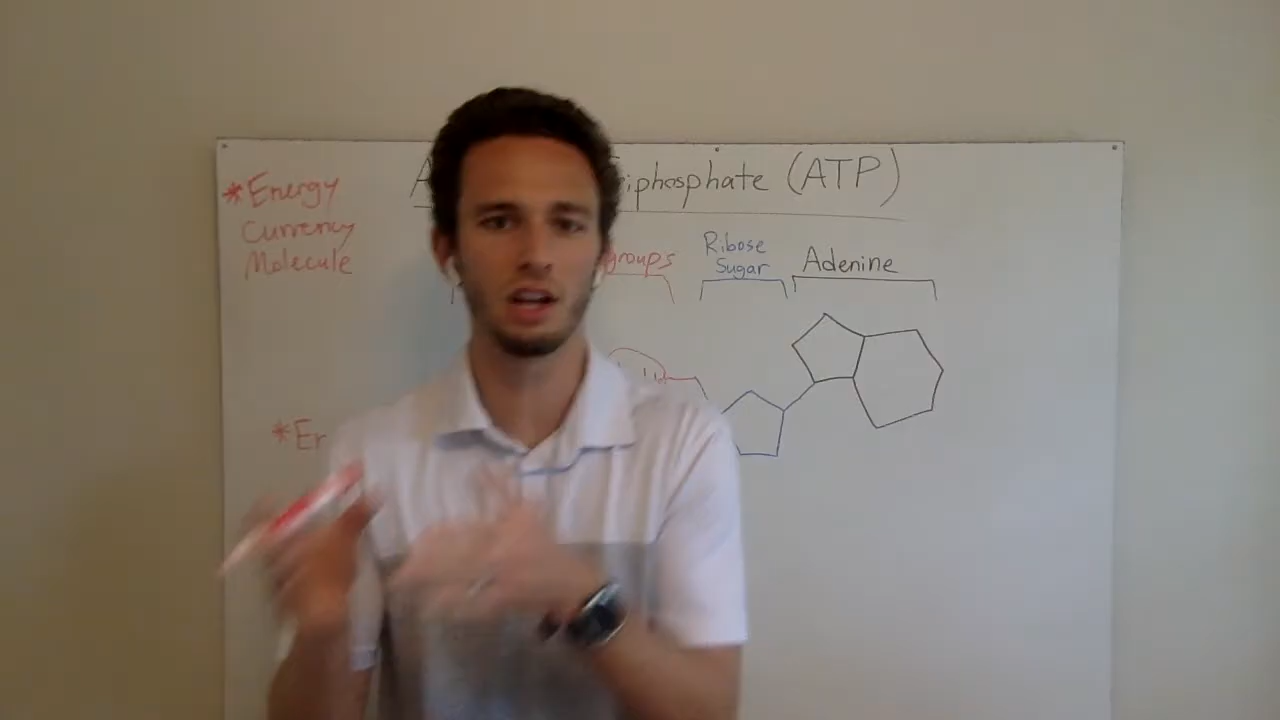 *Energy
Currency
Molecule
iphosphate (ATP)
groups
Ribose
Sugar
Adenine
*Er